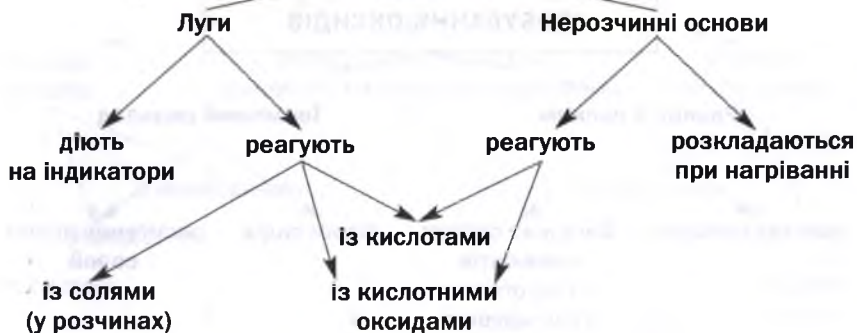 Луги
Нерозчинні основи
діють
на індикатори
реагують
реагують
розкладаються
при нагріванні
із кислотами
із солями
(у розчинах)
із кислотними
оксидами